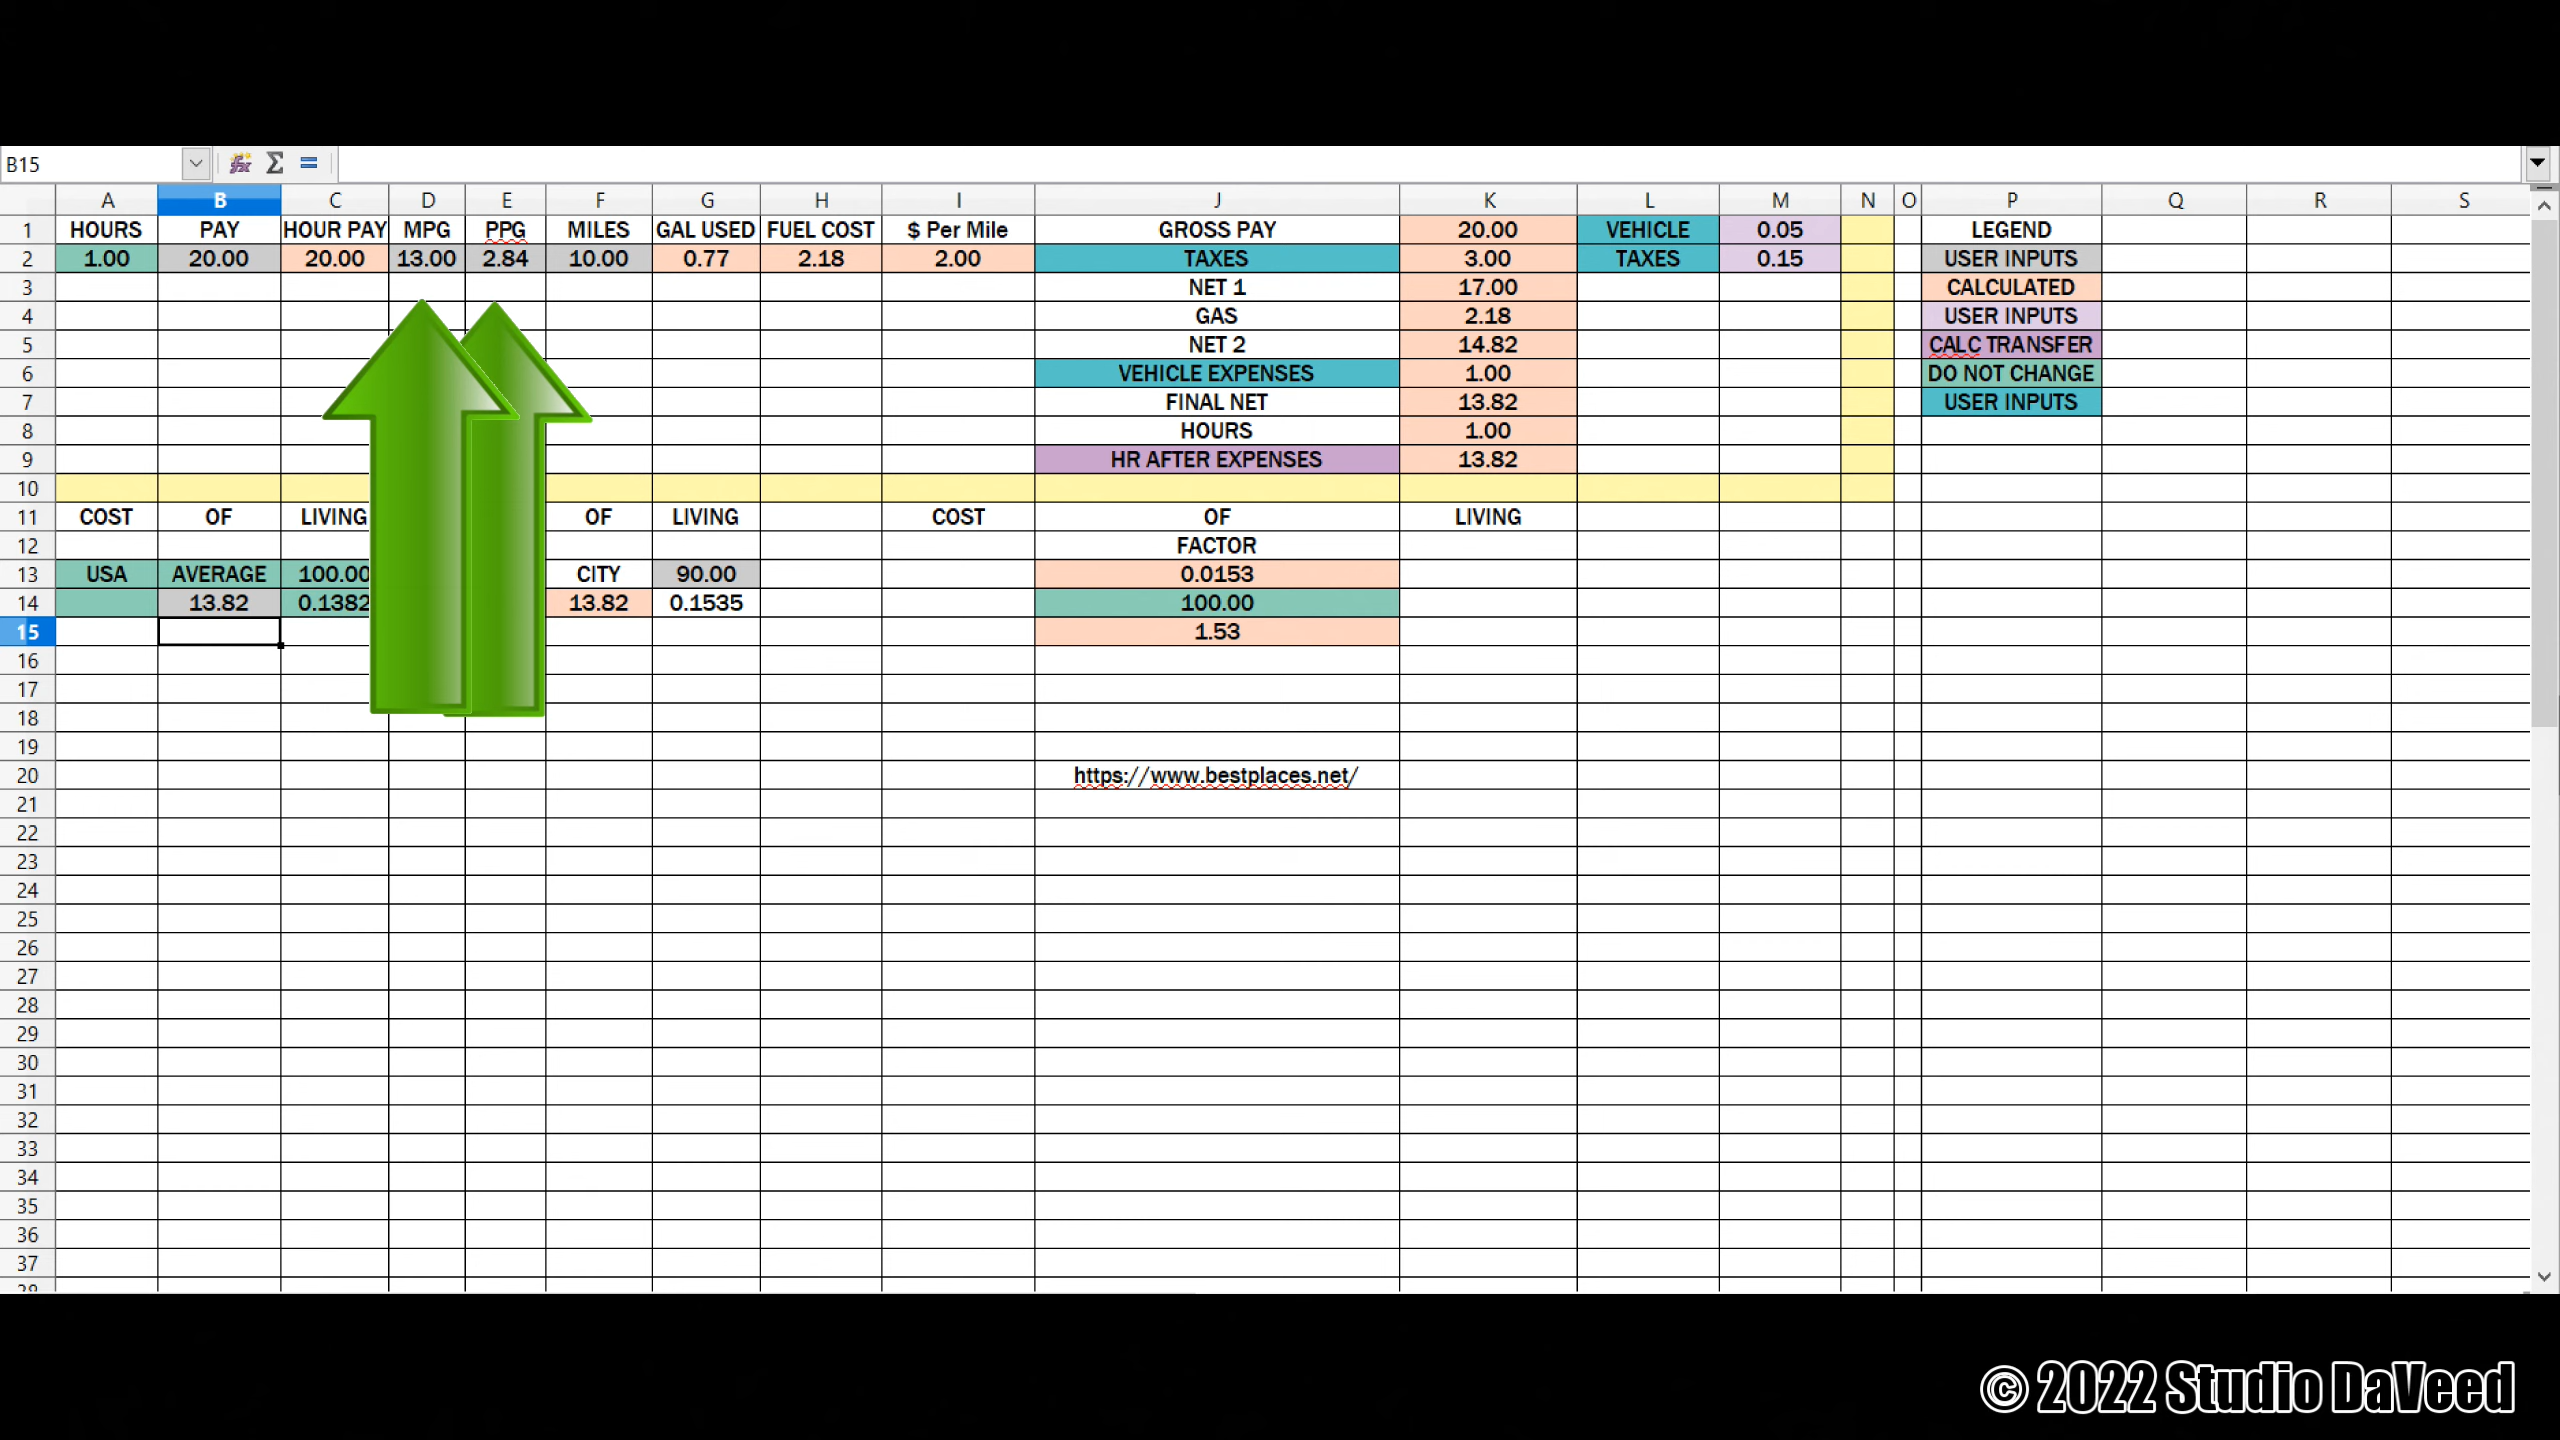 B15
A B C D E F G H I J K L M N O P Q R S
1 HOURS PAY HOUR PAY MPG PPG MILES GAL USED FUEL COST $ Per Mile GROSS PAY 20.00 VEHICLE 0.05 LEGEND
2 1.00 20.00 20.00 13.00 2.84 10.00 0.77 2.18 2.00 TAXES 3.00 TAXES 0.15 USER INPUTS
3 NET 1 17.00 CALCULATED
4 GAS 2.18 USER INPUTS
5 NET 2 14.82 CALC TRANSFER
6 VEHICLE EXPENSES 1.00 DO NOT CHANGE
7 FINAL NET 13.82 USER INPUTS
8 HOURS 1.00
9 HR AFTER EXPENSES 13.82
10
11 COST OF LIVING OF LIVING COST OF LIVING
12 FACTOR
13 USA AVERAGE 100.00 CITY 90.00 0.0153
14 13.82 0.1382 13.82 0.1535 100.00
15 1.53
16
17
18
19
20 https://www.bestplaces.net/
21
22
23
24
25
26
27
28
29
30
31
32
33
34
35
36
37
© 2022 Studio DaVeed